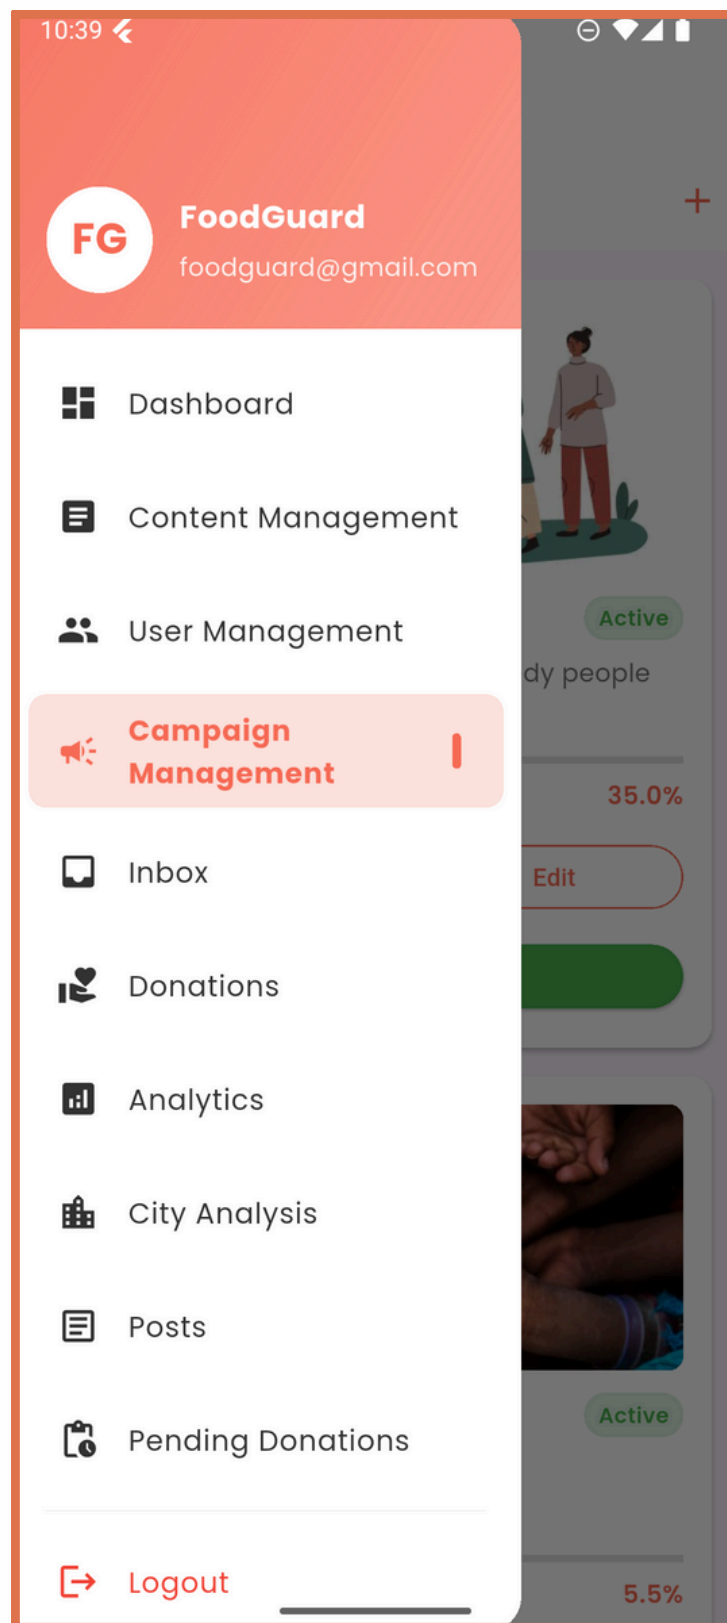 10:39
FG
FoodGuard
foodguard@gmail.com
Dashboard
Content Management
User Management
Campaign
Management
Inbox
Donations
Analytics
City Analysis
Posts
Pending Donations
Logout
Active
dy people
35.0%
Edit
Active
5.5%